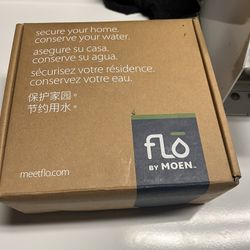 secure your home.
conserve your water.
asegure su casa.
conserve su agua.
sécurisez votre résidence.
conservez votre eau.
保护家园。
节约用水。
meetflo.com
flō
BY MOEN